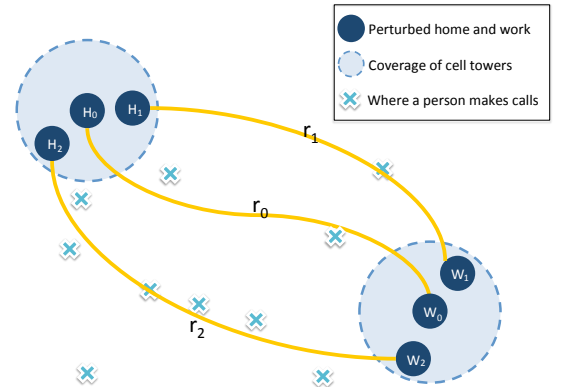 Perturbed home and work
Coverage of cell towers
Where a person makes calls
H₀
H₁
H₂
r₁
r₀
r₂
W₁
W₀
W₂